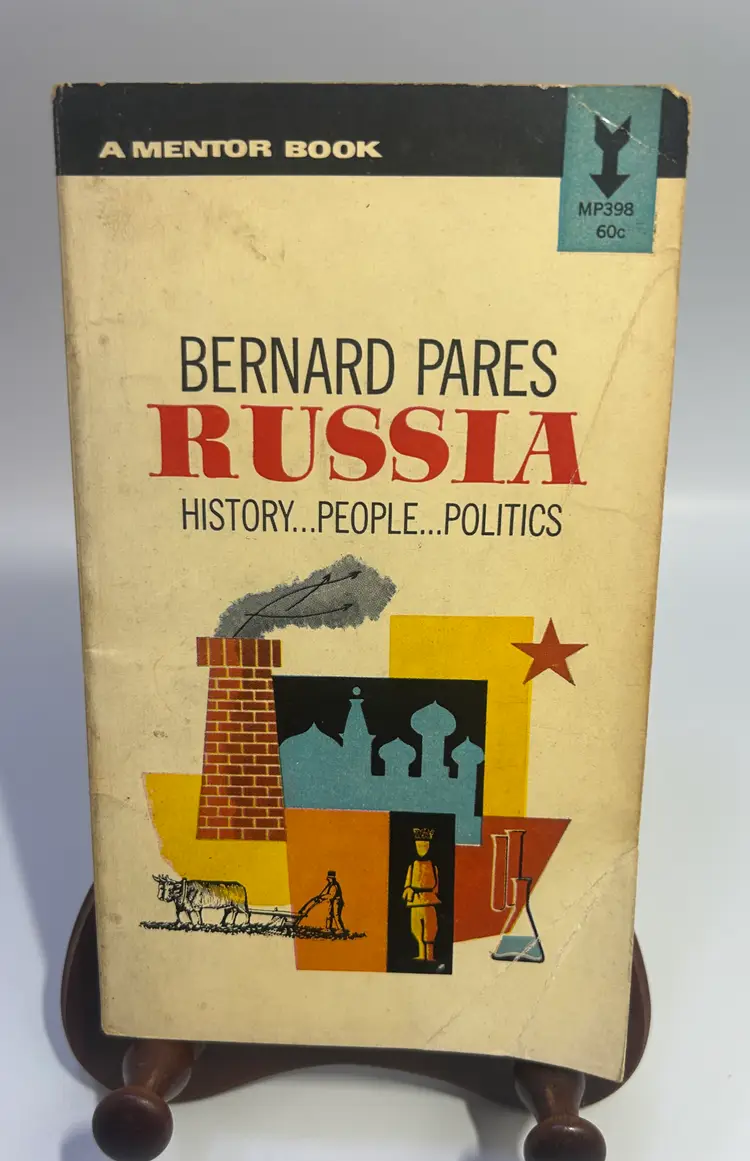 A MENTOR BOOK
MP398
60c
BERNARD PARES
RUSSIA
HISTORY...PEOPLE...POLITICS